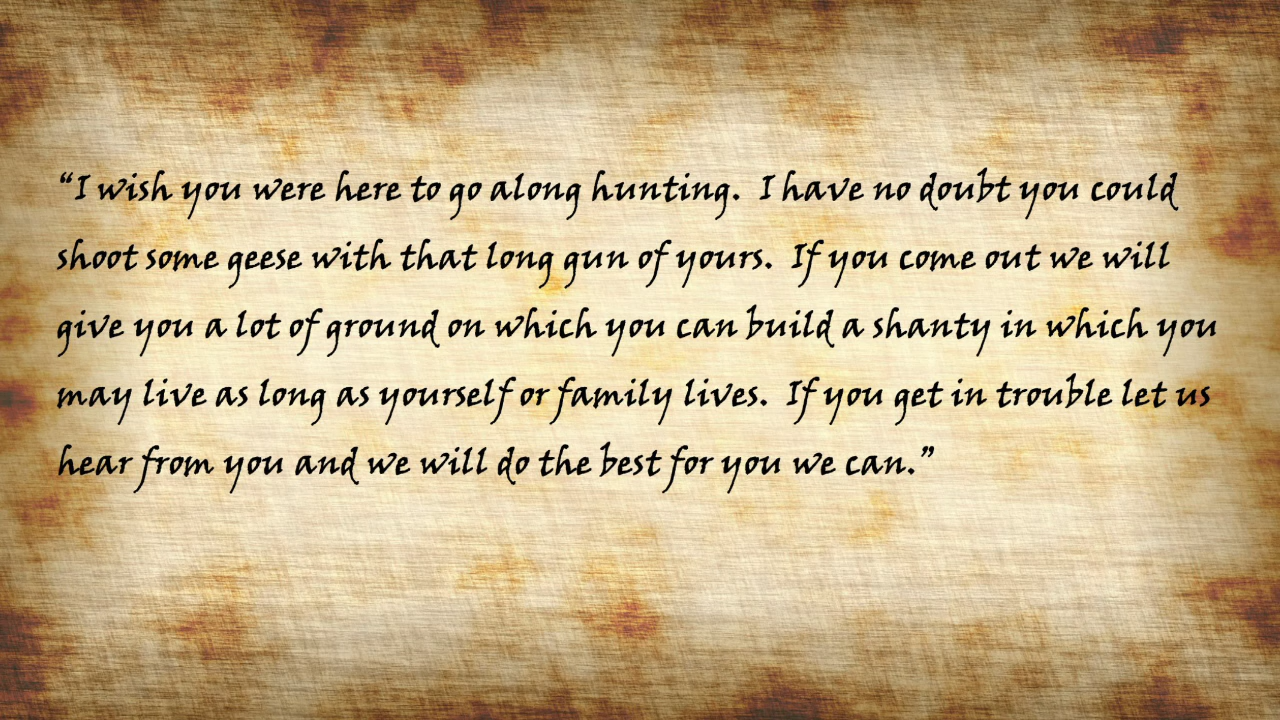 “I wish you were here to go along hunting.  I have no doubt you could
shoot some geese with that long gun of yours.  If you come out we will
give you a lot of ground on which you can build a shanty in which you
may live as long as yourself or family lives.  If you get in trouble let us
hear from you and we will do the best for you we can.”